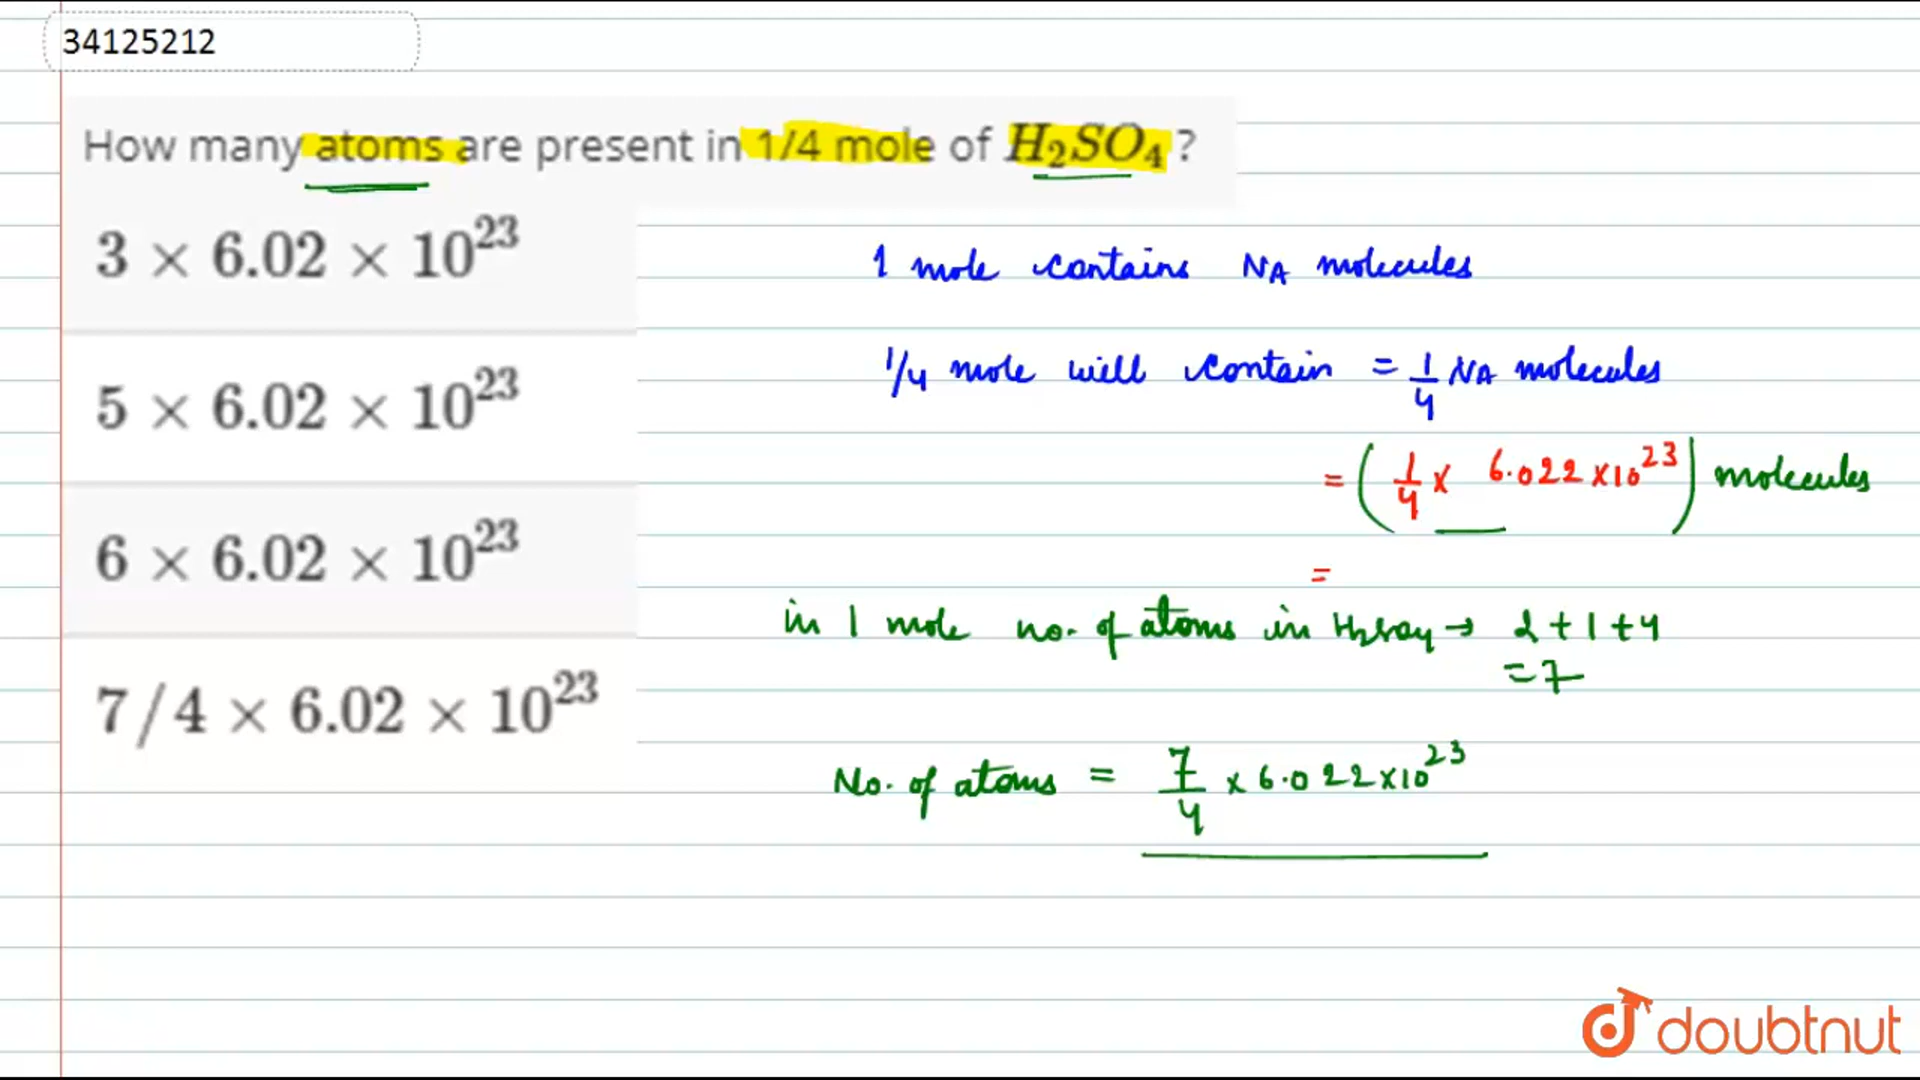 34125212
How many atoms are present in 1/4 mole of H₂SO₄ ?
3 × 6.02 × 10²³
5 × 6.02 × 10²³
6 × 6.02 × 10²³
7/4 × 6.02 × 10²³
1 mole contains NA molecules
1/4 mole will contain = 1/4 NA molecules
= (1/4 × 6.022×10²³) molecules
=
in 1 mole no. of atoms in H₂SO₄ → 2+1+4
=7
No. of atoms = 7/4 × 6.022×10²³
doubtnut